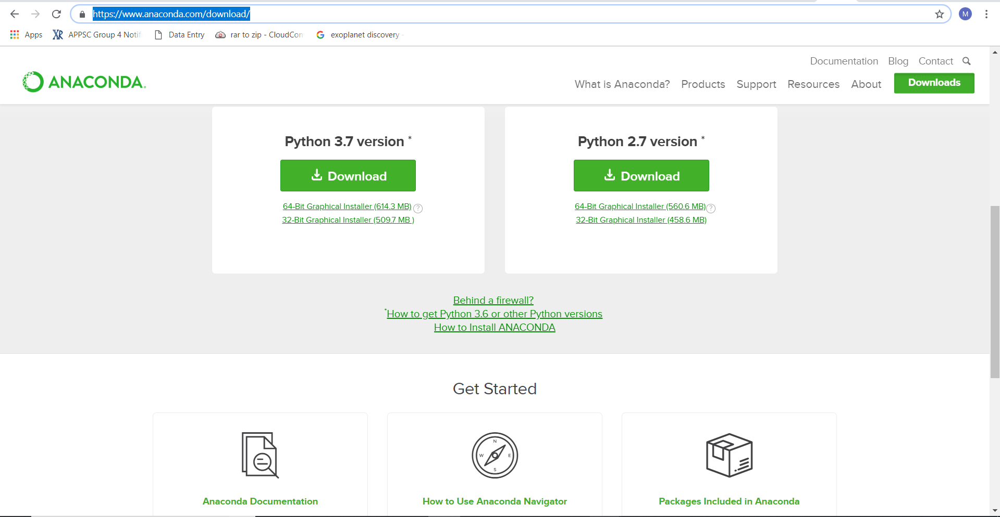 https://www.anaconda.com/download/
M
Apps
APPSC Group 4 Notif
Data Entry
rar to zip - CloudCon
exoplanet discovery -
Documentation Blog Contact
ANACONDA.
What is Anaconda? Products Support Resources About Downloads
Python 3.7 version *
Download
64-Bit Graphical Installer (614.3 MB) ?
32-Bit Graphical Installer (509.7 MB )
Python 2.7 version *
Download
64-Bit Graphical Installer (560.6 MB) ?
32-Bit Graphical Installer (458.6 MB)
Behind a firewall?
*How to get Python 3.6 or other Python versions
How to Install ANACONDA
Get Started
N
W E
S
Anaconda Documentation
How to Use Anaconda Navigator
Packages Included in Anaconda